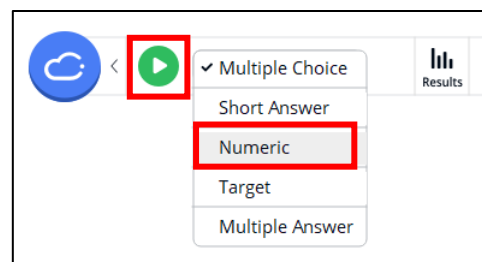 ✓ Multiple Choice
Results
Short Answer
Numeric
Target
Multiple Answer